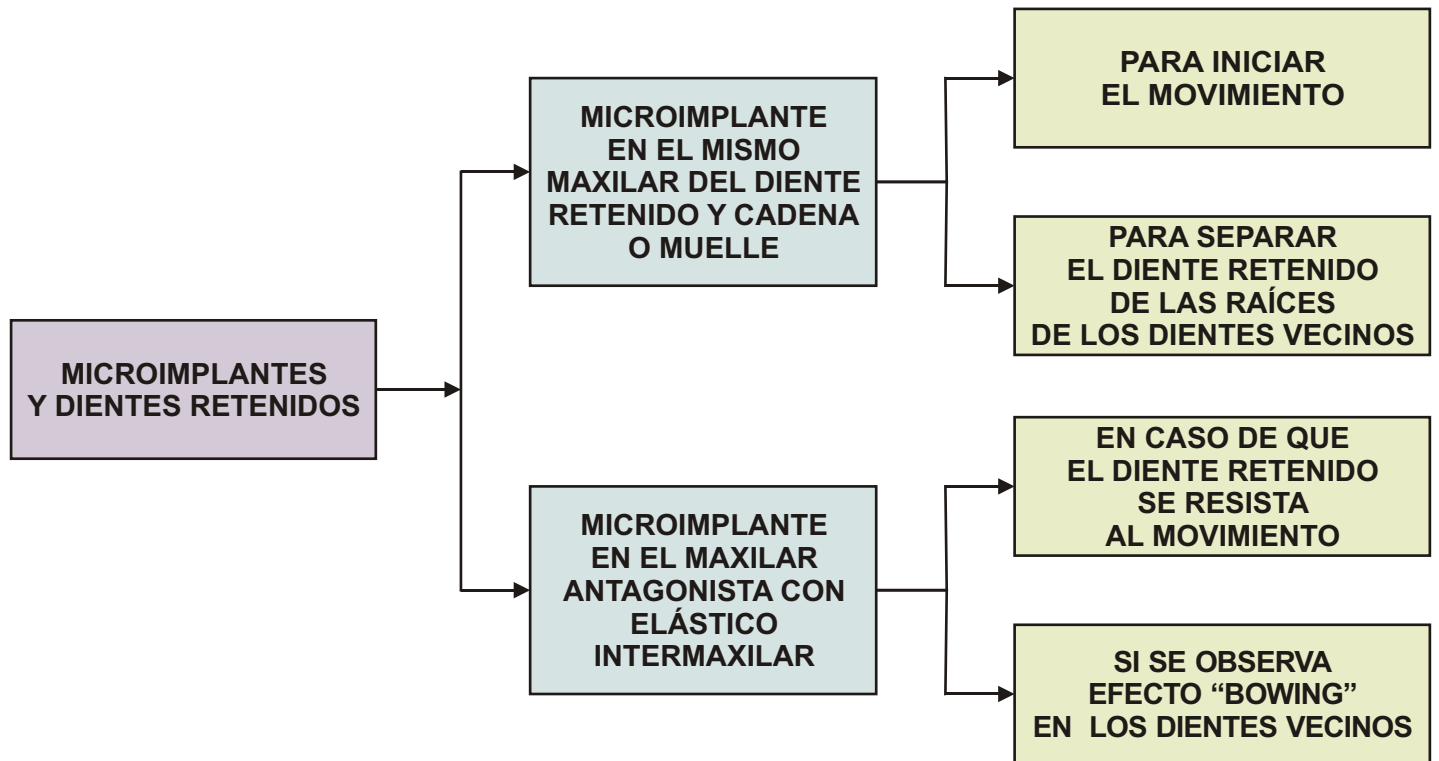 MICROIMPLANTES
Y DIENTES RETENIDOS
MICROIMPLANTE
EN EL MISMO
MAXILAR DEL DIENTE
RETENIDO Y CADENA
O MUELLE
PARA INICIAR
EL MOVIMIENTO
PARA SEPARAR
EL DIENTE RETENIDO
DE LAS RAÍCES
DE LOS DIENTES VECINOS
MICROIMPLANTE
EN EL MAXILAR
ANTAGONISTA CON
ELÁSTICO
INTERMAXILAR
EN CASO DE QUE
EL DIENTE RETENIDO
SE RESISTA
AL MOVIMIENTO
SI SE OBSERVA
EFECTO “BOWING”
EN LOS DIENTES VECINOS